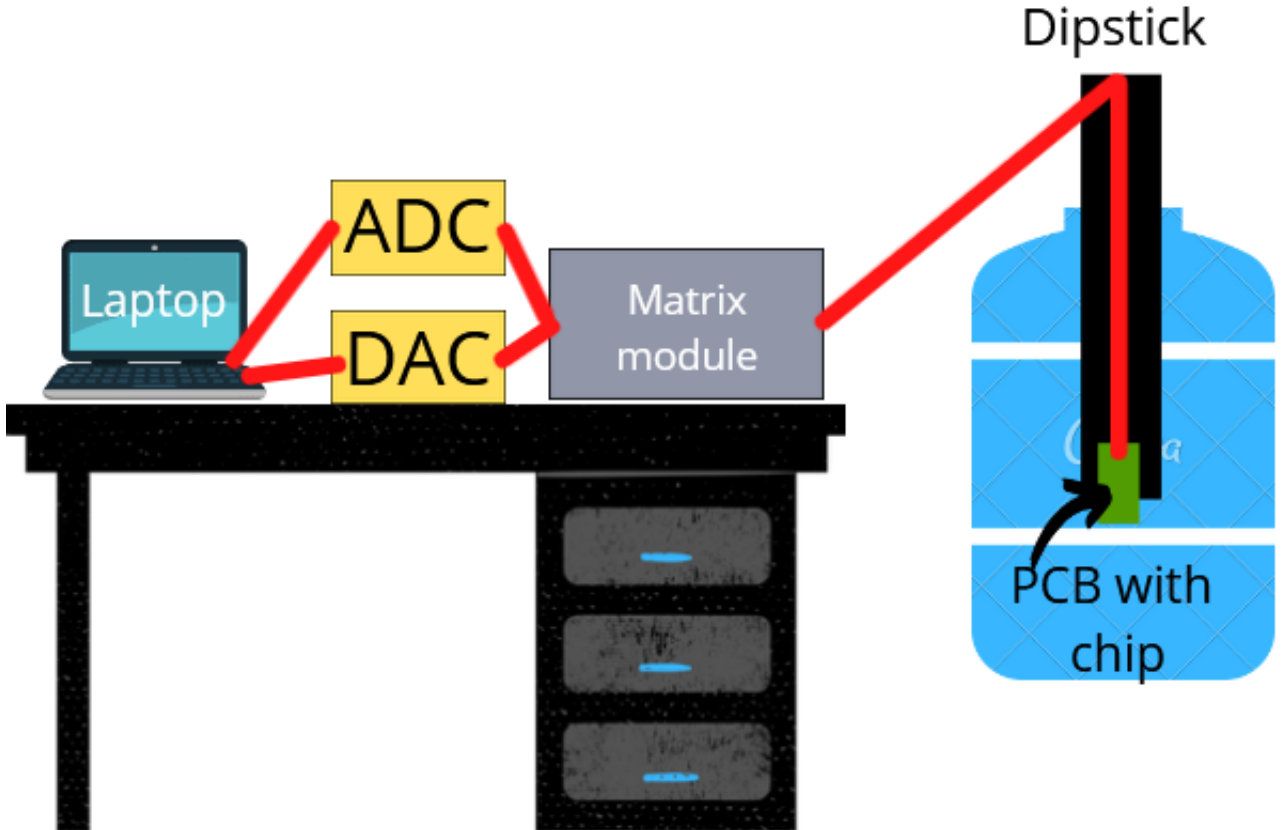 Dipstick
ADC
Laptop
DAC
Matrix
module
PCB with
chip